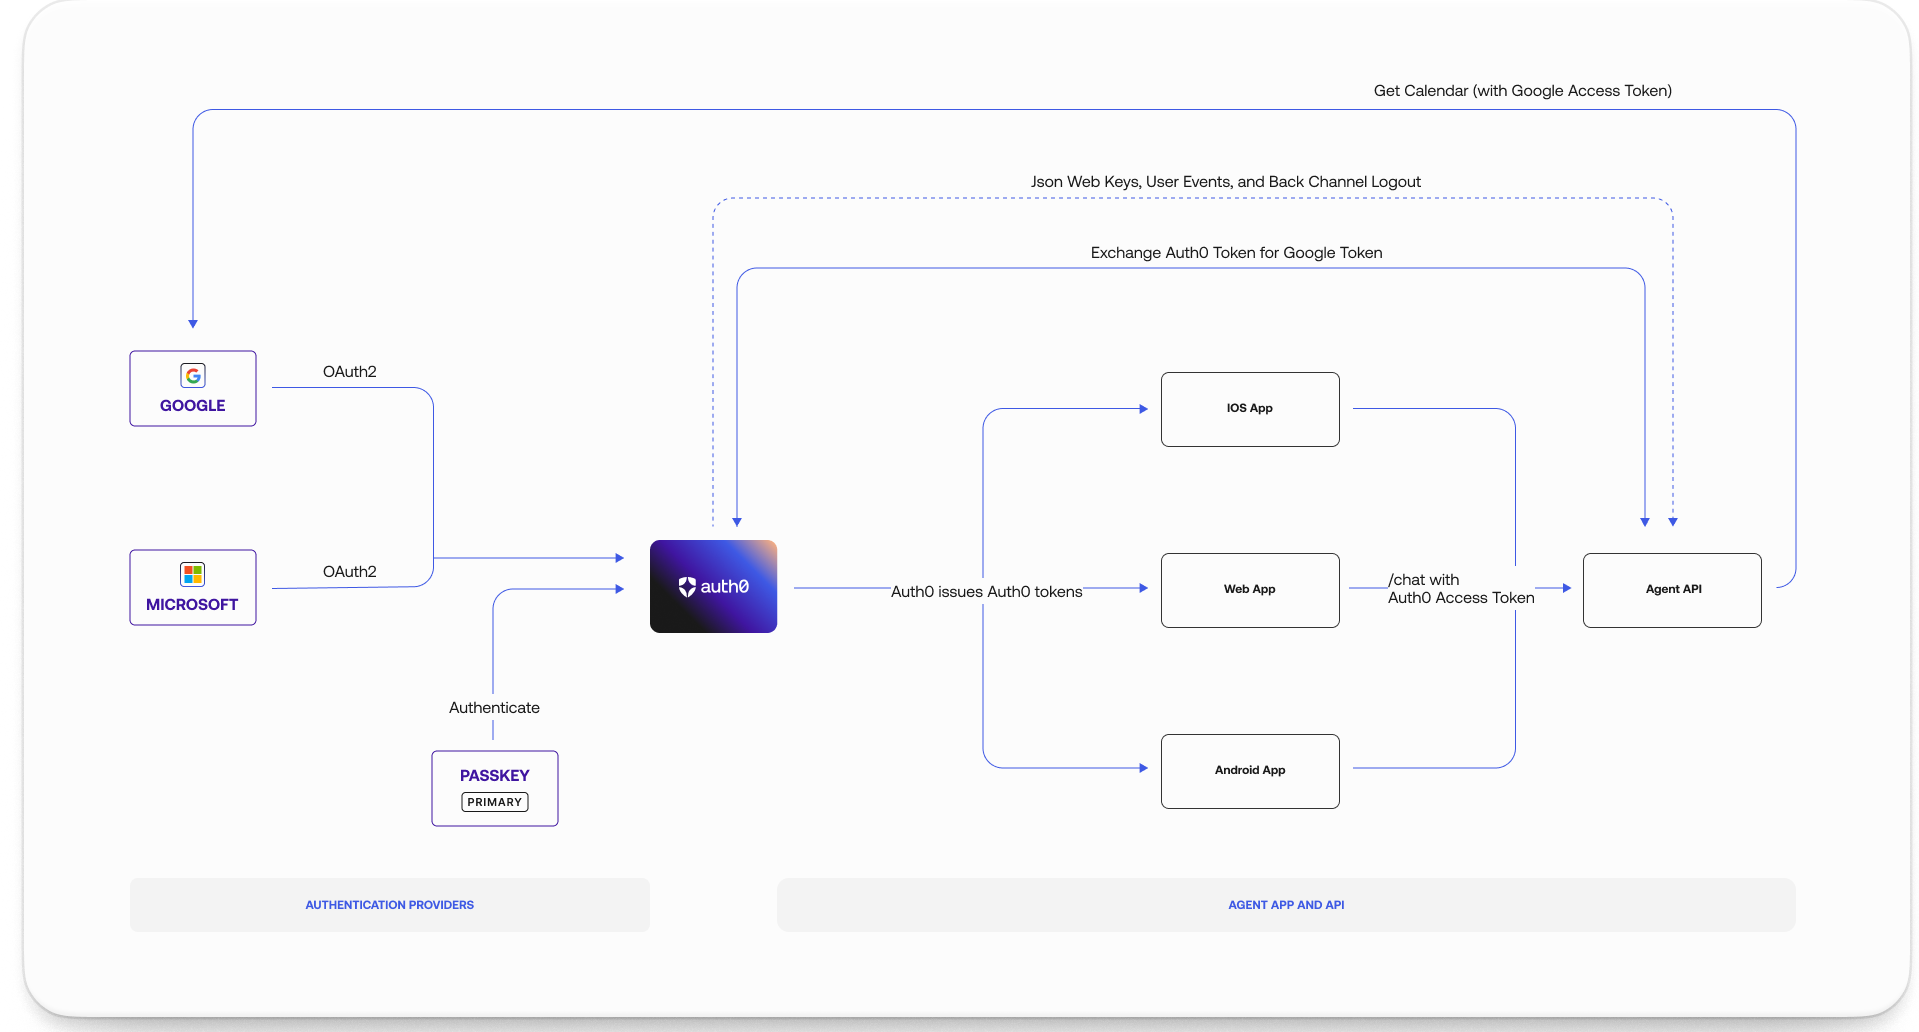 Get Calendar (with Google Access Token)
Json Web Keys, User Events, and Back Channel Logout
Exchange Auth0 Token for Google Token
G
GOOGLE
OAuth2
IOS App
MICROSOFT
OAuth2
auth0
Auth0 issues Auth0 tokens
Web App
/chat with
Auth0 Access Token
Agent API
Authenticate
PASSKEY
PRIMARY
Android App
AUTHENTICATION PROVIDERS
AGENT APP AND API